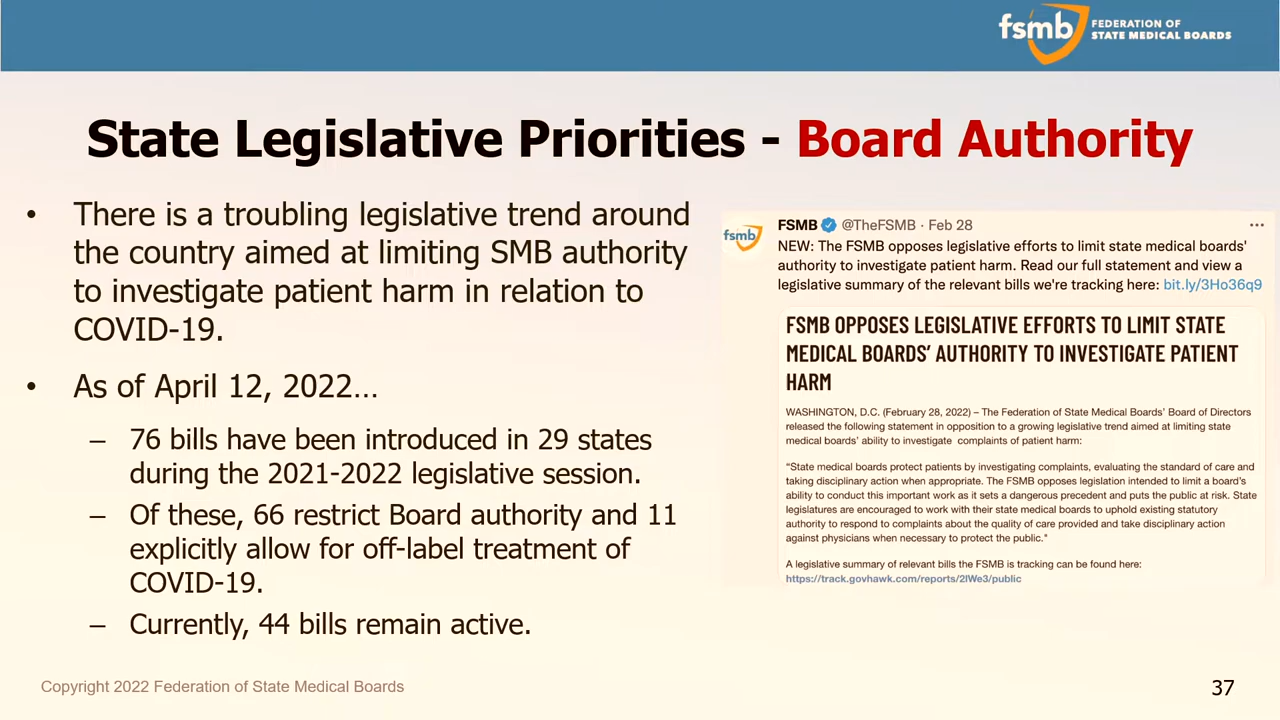 fsmb FEDERATION OF
STATE MEDICAL BOARDS
State Legislative Priorities - Board Authority
• There is a troubling legislative trend around
the country aimed at limiting SMB authority
to investigate patient harm in relation to
COVID-19.
• As of April 12, 2022…
– 76 bills have been introduced in 29 states
during the 2021-2022 legislative session.
– Of these, 66 restrict Board authority and 11
explicitly allow for off-label treatment of
COVID-19.
– Currently, 44 bills remain active.
fsmb
FSMB @TheFSMB · Feb 28 ...
NEW: The FSMB opposes legislative efforts to limit state medical boards'
authority to investigate patient harm. Read our full statement and view a
legislative summary of the relevant bills we're tracking here: bit.ly/3Ho36q9
FSMB OPPOSES LEGISLATIVE EFFORTS TO LIMIT STATE
MEDICAL BOARDS' AUTHORITY TO INVESTIGATE PATIENT
HARM
WASHINGTON, D.C. (February 28, 2022) – The Federation of State Medical Boards' Board of Directors
released the following statement in opposition to a growing legislative trend aimed at limiting state
medical boards' ability to investigate complaints of patient harm:
"State medical boards protect patients by investigating complaints, evaluating the standard of care and
taking disciplinary action when appropriate. The FSMB opposes legislation intended to limit a board's
ability to conduct this important work as it sets a dangerous precedent and puts the public at risk. State
legislatures are encouraged to work with their state medical boards to uphold existing statutory
authority to respond to complaints about the quality of care provided and take disciplinary action
against physicians when necessary to protect the public."
A legislative summary of relevant bills the FSMB is tracking can be found here:
https://track.govhawk.com/reports/2lWe3/public
Copyright 2022 Federation of State Medical Boards
37